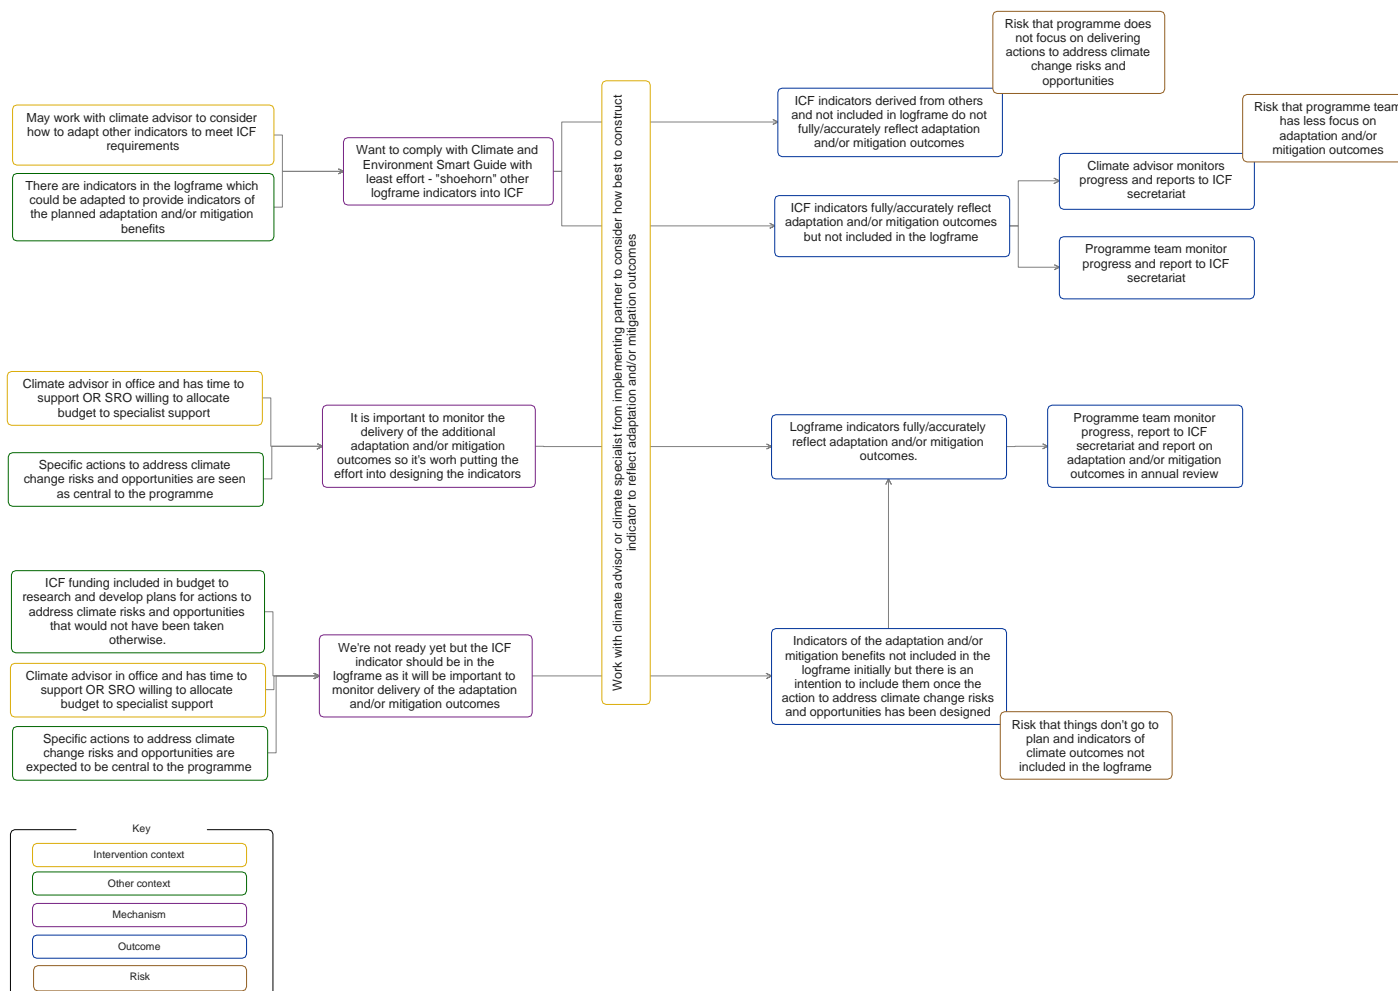 Risk that programme does
not focus on delivering
actions to address climate
change risks and
opportunities
May work with climate advisor to consider
how to adapt other indicators to meet ICF
requirements
There are indicators in the logframe which
could be adapted to provide indicators of
the planned adaptation and/or mitigation
benefits
Want to comply with Climate and
Environment Smart Guide with
least effort - "shoehorn" other
logframe indicators into ICF
Work with climate advisor or climate specialist from implementing partner to consider how best to construct
indicator to reflect adaptation and/or mitigation outcomes
ICF indicators derived from others
and not included in logframe do not
fully/accurately reflect adaptation
and/or mitigation outcomes
Risk that programme team
has less focus on
adaptation and/or
mitigation outcomes
ICF indicators fully/accurately reflect
adaptation and/or mitigation outcomes
but not included in the logframe
Climate advisor monitors
progress and reports to ICF
secretariat
Programme team monitor
progress and report to ICF
secretariat
Climate advisor in office and has time to
support OR SRO willing to allocate
budget to specialist support
Specific actions to address climate
change risks and opportunities are seen
as central to the programme
It is important to monitor the
delivery of the additional
adaptation and/or mitigation
outcomes so it's worh putting the
effort into designing the indicators
Logframe indicators fully/accurately
reflect adaptation and/or mitigation
outcomes.
Programme team monitor
progress, report to ICF
secretariat and report on
adaptation and/or mitigation
outcomes in annual review
ICF funding included in budget to
research and develop plans for actions to
address climate risks and opportunities
that would not have been taken
otherwise.
Climate advisor in office and has time to
support OR SRO willing to allocate
budget to specialist support
Specific actions to address climate
change risks and opportunities are
expected to be central to the programme
We're not ready yet but the ICF
indicator should be in the
logframe as it will be important to
monitor delivery of the adaptation
and/or mitigation outcomes
Indicators of the adaptation and/or
mitigation benefits not included in the
logframe initially but there is an
intention to include them once the
action to address climate change risks
and opportunities has been designed
Risk that things don't go to
plan and indicators of
climate outcomes not
included in the logframe
Key
Intervention context
Other context
Mechanism
Outcome
Risk